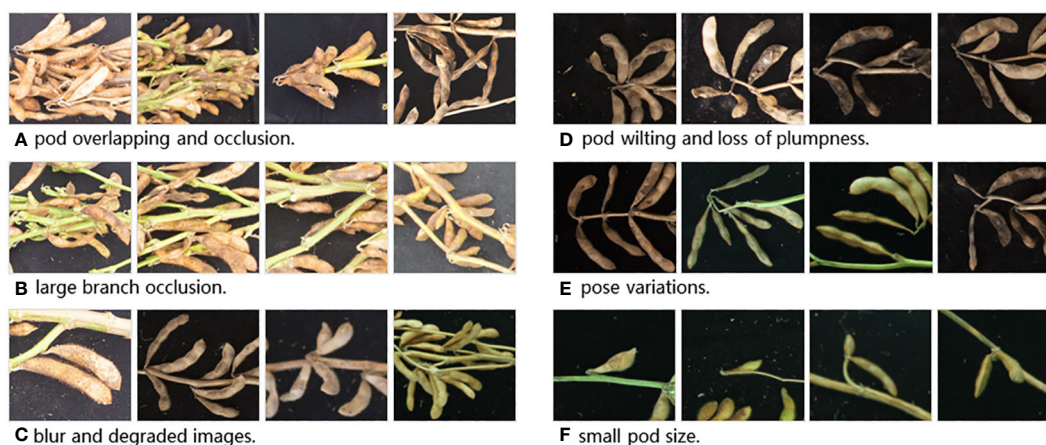 A pod overlapping and occlusion.
B large branch occlusion.
C blur and degraded images.
D pod wilting and loss of plumpness.
E pose variations.
F small pod size.